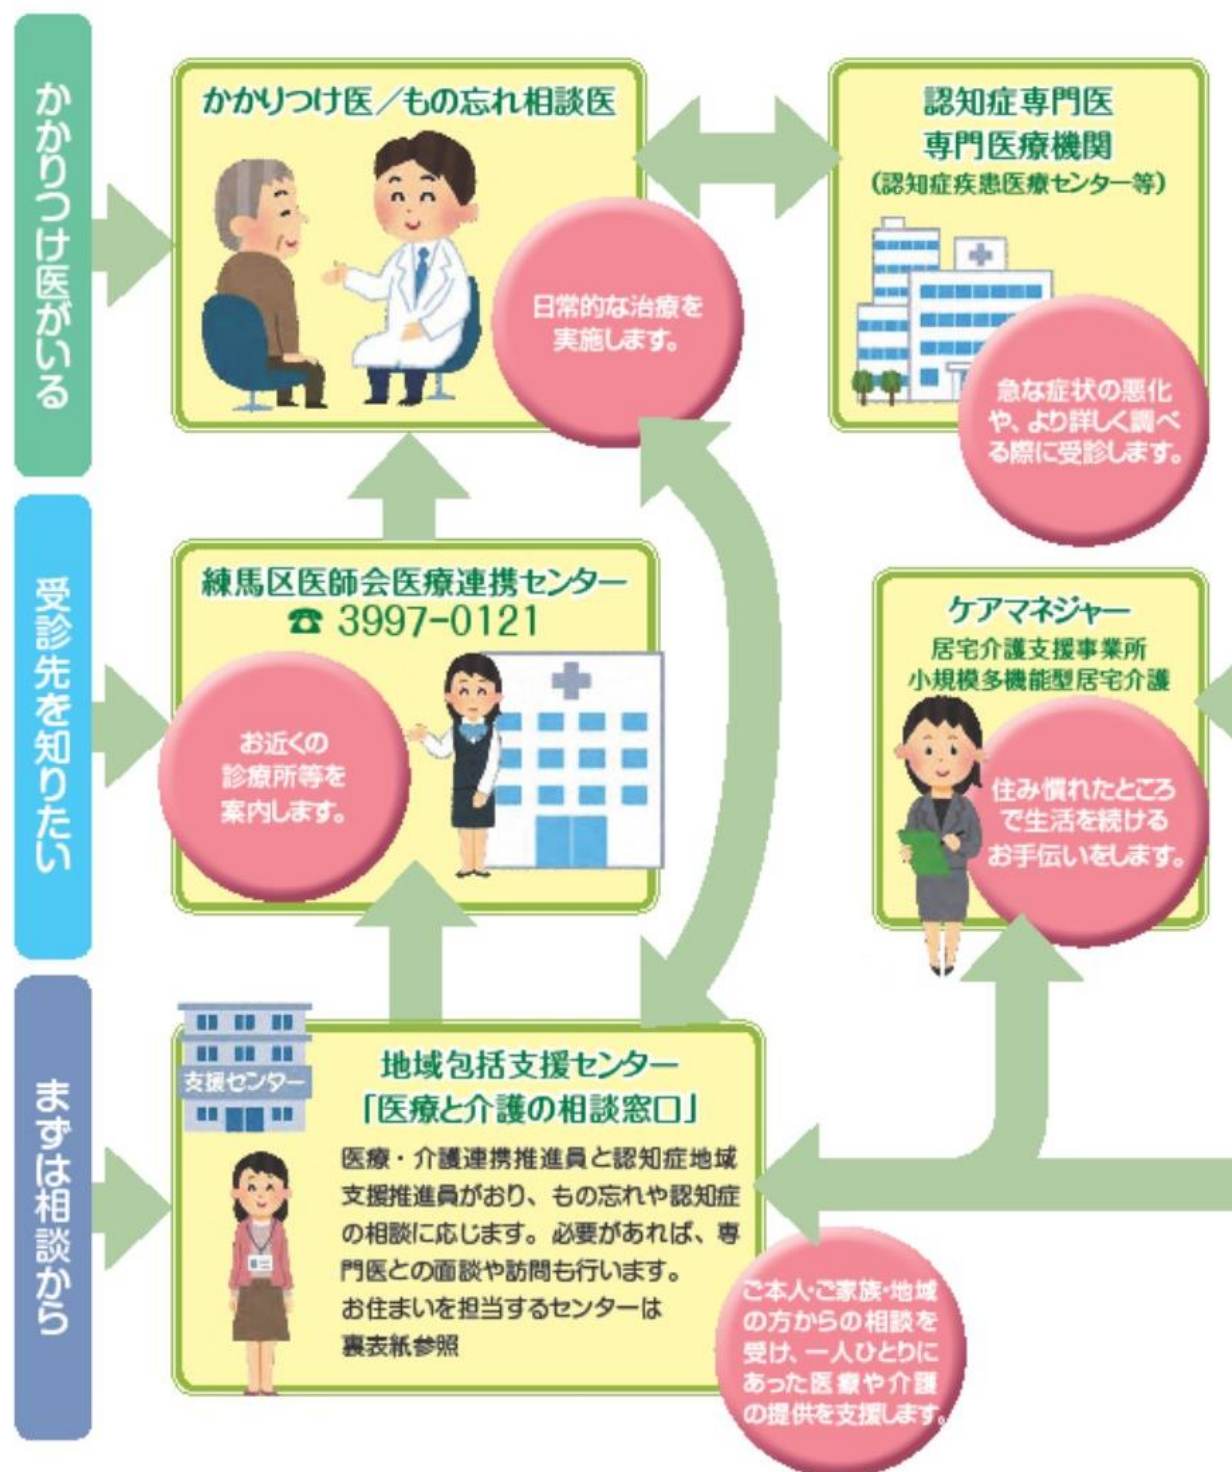 かかりつけ医がいる
かかりつけ医／もの忘れ相談医
日常的な治療を
実施します。
認知症専門医
専門医療機関
（認知症疾患医療センター等）
急な症状の悪化
や、より詳しく調べ
る際に受診します。
受診先を知りたい
練馬区医師会医療連携センター
☎ 3997-0121
お近くの
診療所等を
案内します。
ケアマネジャー
居宅介護支援事業所
小規模多機能型居宅介護
住み慣れたところ
で生活を続ける
お手伝いをします。
まずは相談から
支援センター
地域包括支援センター
「医療と介護の相談窓口」
医療・介護連携推進員と認知症地域
支援推進員がおり、もの忘れや認知症
の相談に応じます。必要があれば、専
門医との面談や訪問も行います。
お住まいを担当するセンターは
裏表紙参照
ご本人・ご家族・地域
の方からの相談を
受け、一人ひとりに
あった医療や介護
の提供を支援します。